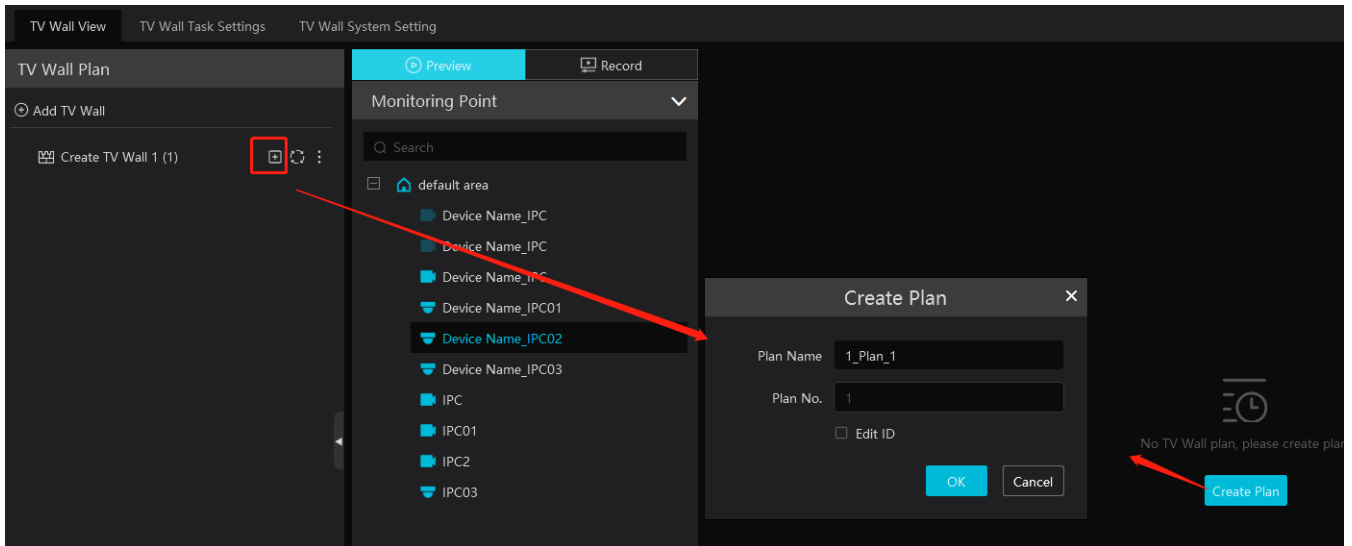 TV Wall View TV Wall Task Settings TV Wall System Setting
TV Wall Plan
Add TV Wall
Create TV Wall 1 (1)
Preview Record
Monitoring Point
Search
default area
Device Name_IPC
Device Name_IPC
Device Name_IPC
Device Name_IPC01
Device Name_IPC02
Device Name_IPC03
IPC
IPC01
IPC2
IPC03
Create Plan
Plan Name 1_Plan_1
Plan No. 1
Edit ID
OK Cancel
No TV Wall plan, please create plan
Create Plan